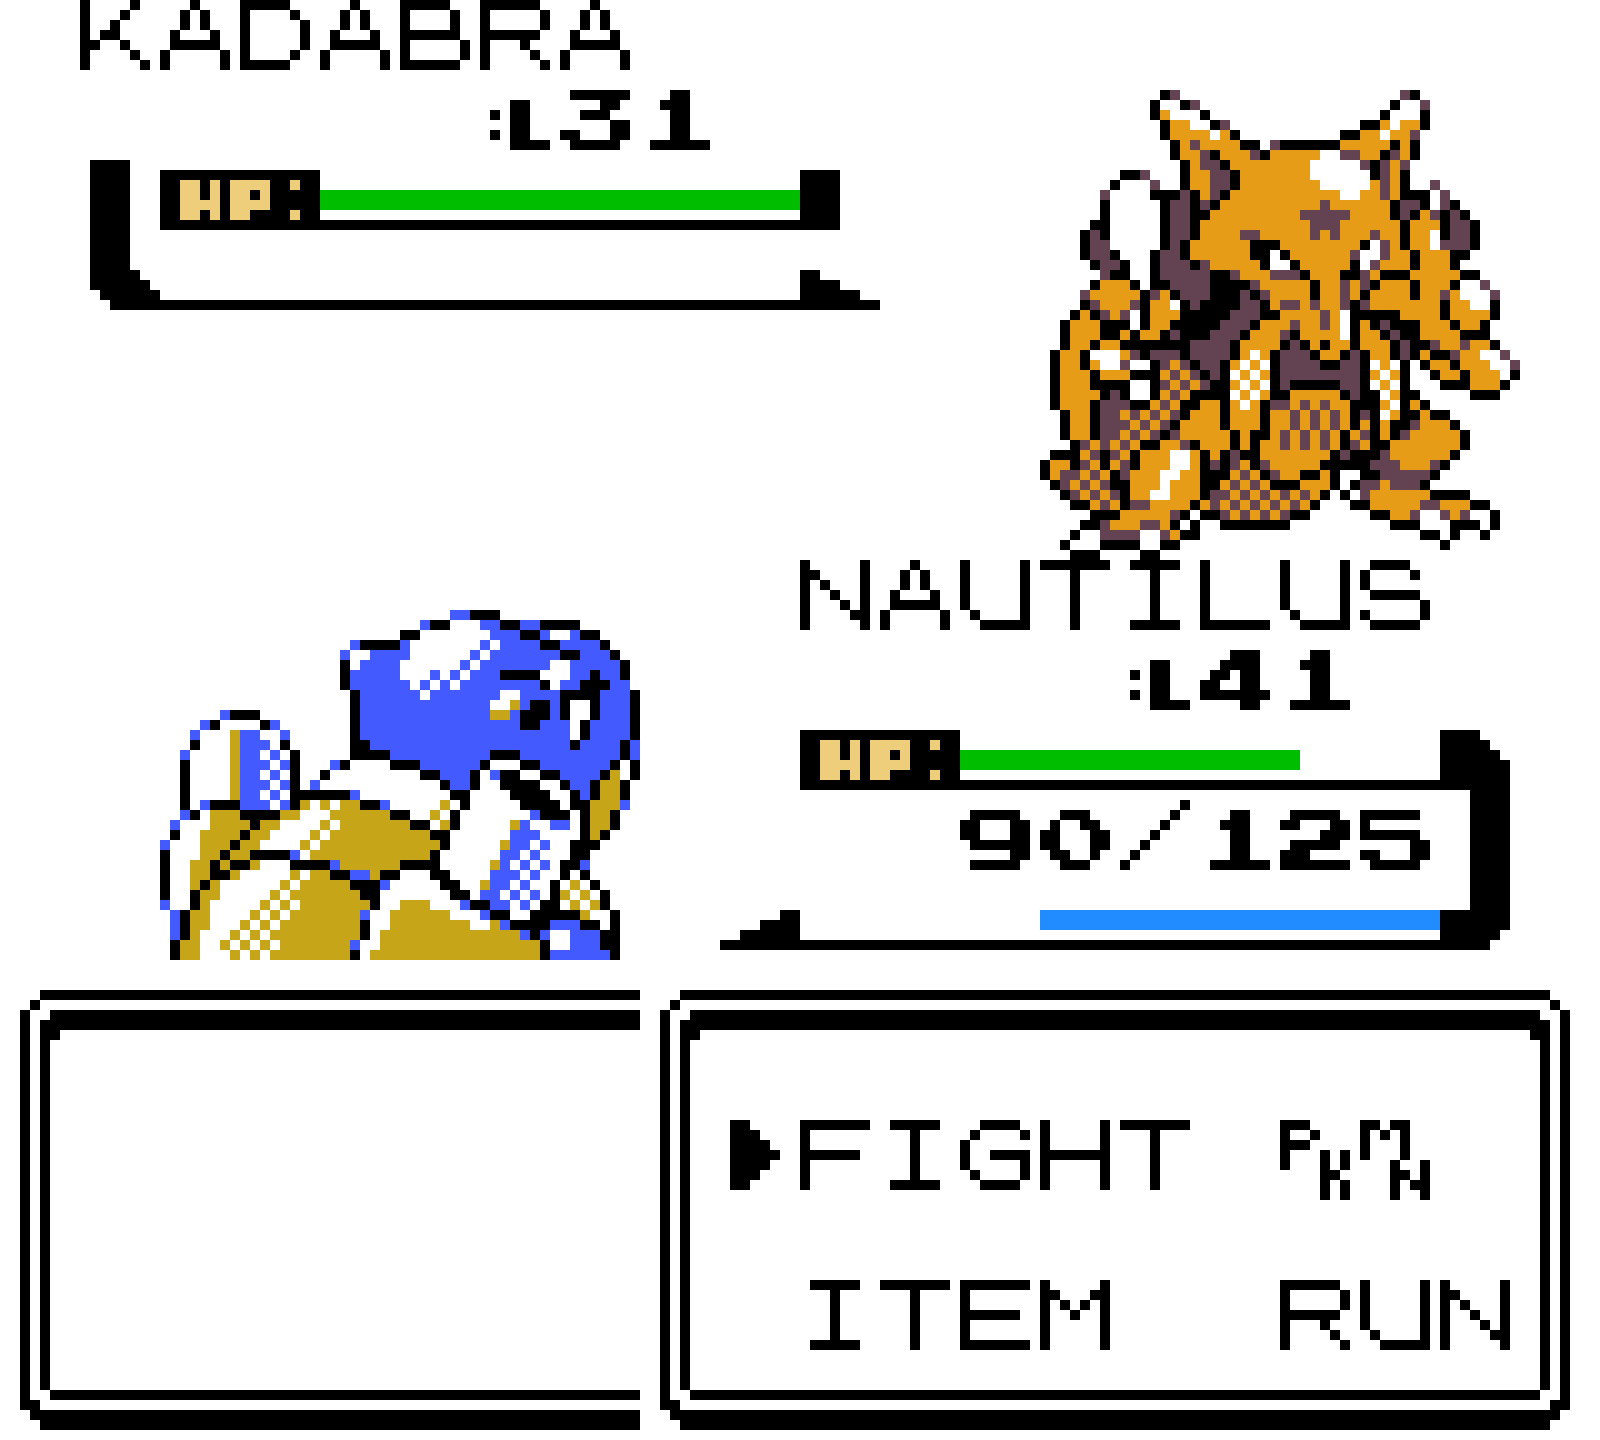 KADABRA
:L31
HP:
NAUTILUS
:L41
HP:
90/125
▶FIGHT PKMN
ITEM RUN